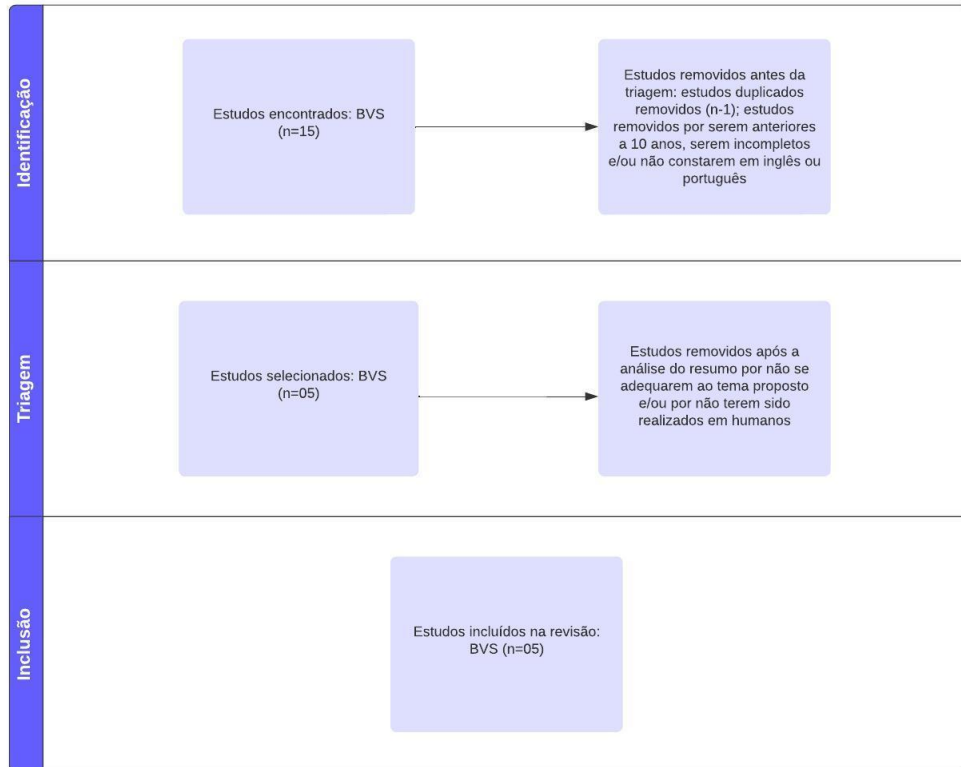 Identificação
Estudos encontrados: BVS
(n=15)
Estudos removidos antes da
triagem: estudos duplicados
removidos (n-1); estudos
removidos por serem anteriores
a 10 anos, serem incompletos
e/ou não constarem em inglês ou
português
Triagem
Estudos selecionados: BVS
(n=05)
Estudos removidos após a
análise do resumo por não se
adequarem ao tema proposto
e/ou por não terem sido
realizados em humanos
Inclusão
Estudos incluídos na revisão:
BVS (n=05)